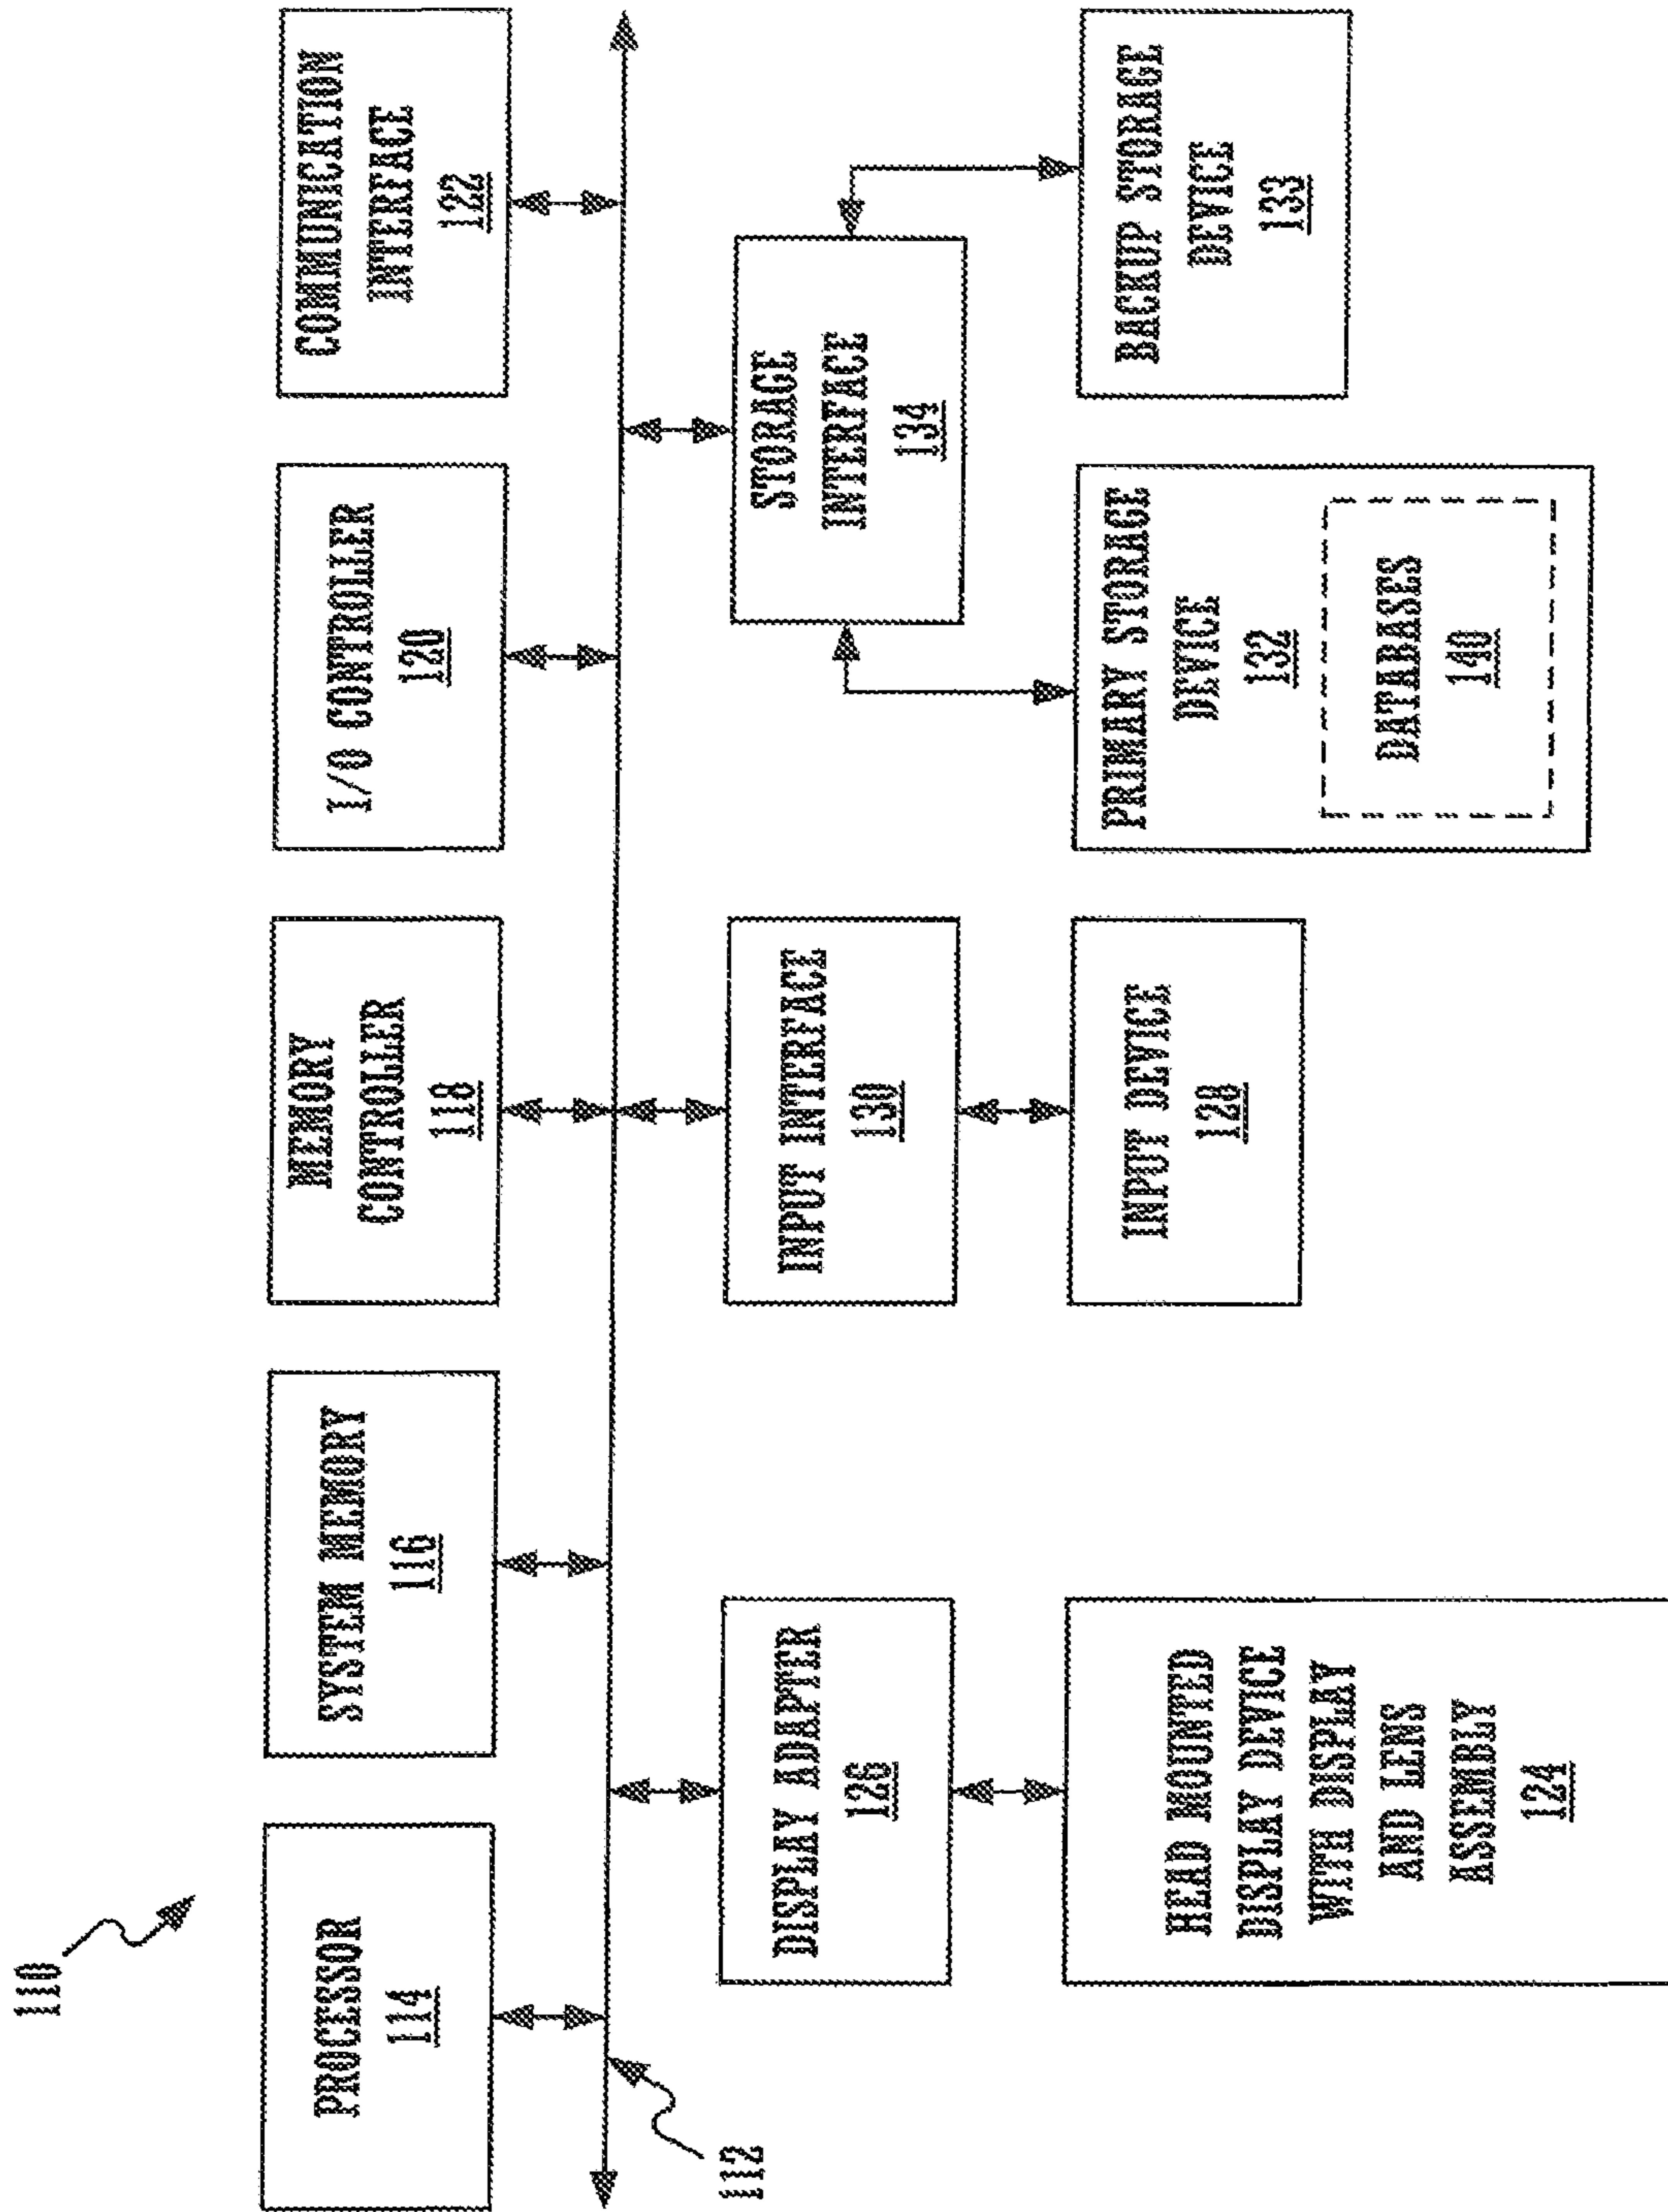 110
PROCESSOR
114
SYSTEM MEMORY
116
MEMORY
CONTROLLER
118
I/O CONTROLLER
120
COMMUNICATION
INTERFACE
122
112
DISPLAY ADAPTER
126
INPUT INTERFACE
130
STORAGE
INTERFACE
134
HEAD MOUNTED
DISPLAY DEVICE
WITH DISPLAY
AND LENS
ASSEMBLY
124
INPUT DEVICE
128
PRIMARY STORAGE
DEVICE
132
DATABASES
140
BACKUP STORAGE
DEVICE
133